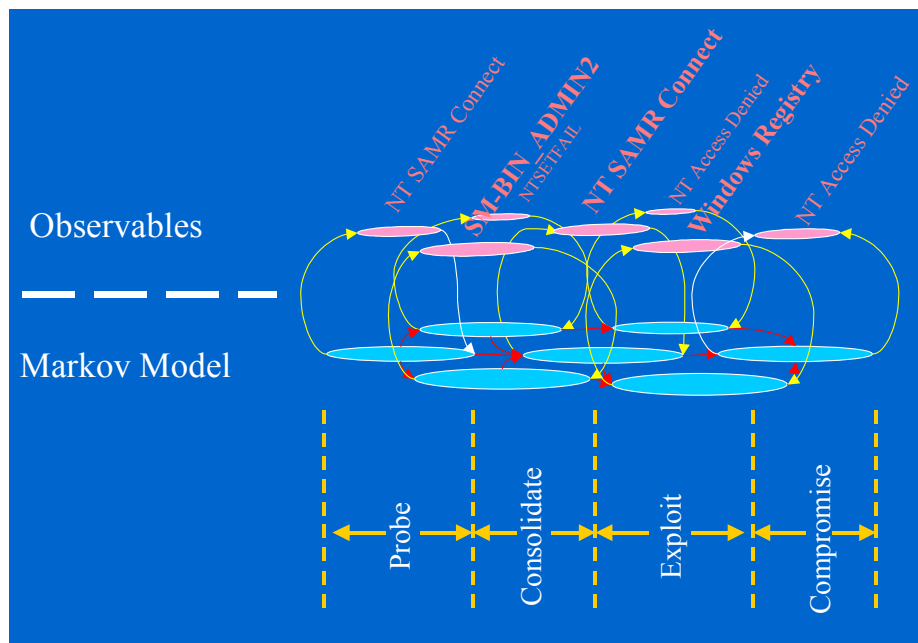 NT SAMR Connect
SM-BIN_ADMIN2
NTSETFAIL
NT SAMR Connect
NT Access Denied
Windows Registry
NT Access Denied
Observables
Markov Model
Probe
Consolidate
Exploit
Compromise